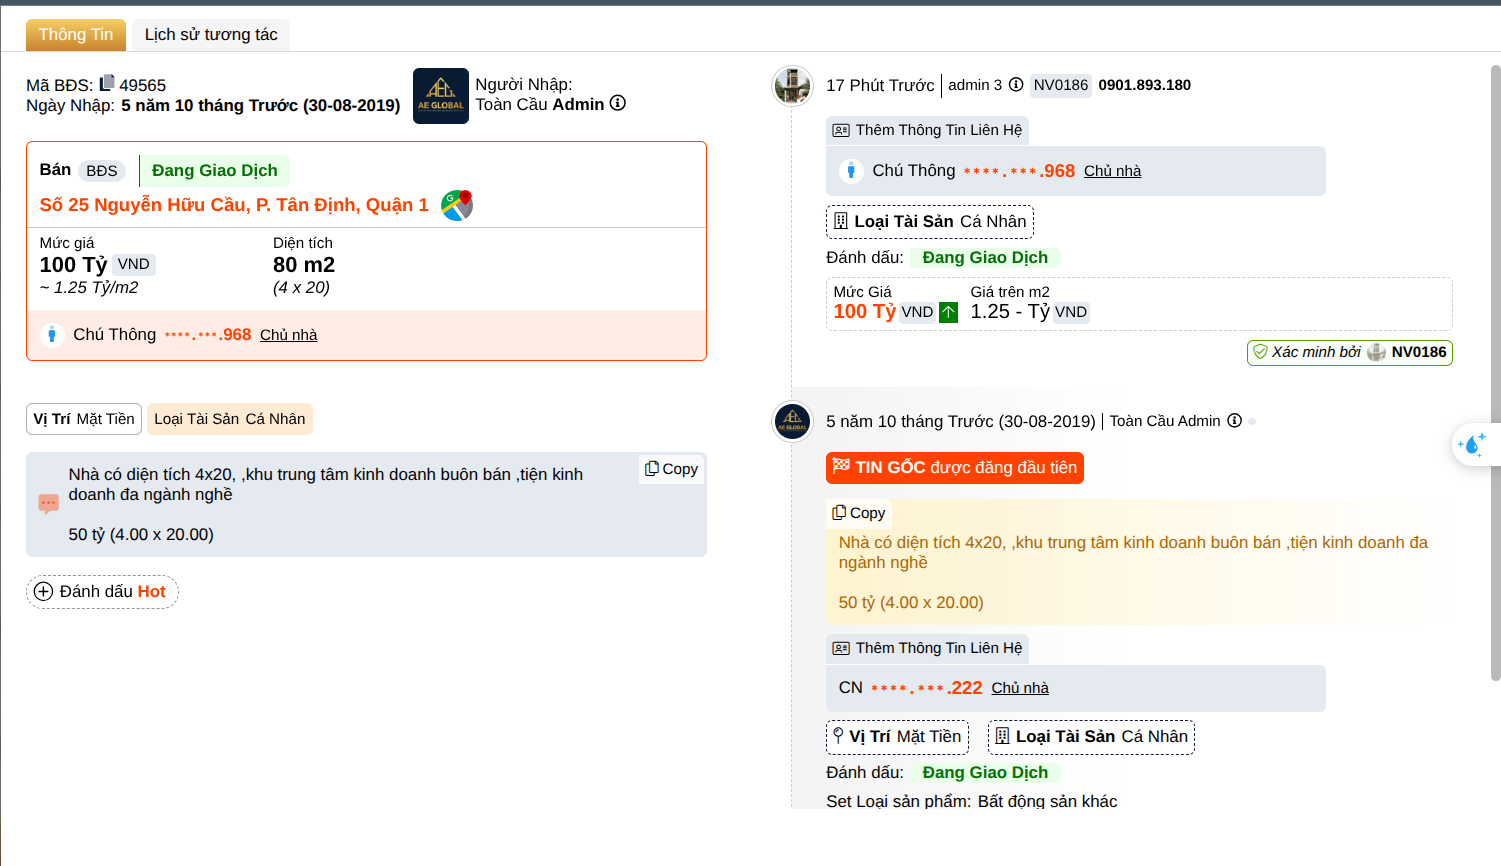 Thông Tin
Lịch sử tương tác
Mã BĐS: 49565
Ngày Nhập: 5 năm 10 tháng Trước (30-08-2019)
AE GLOBAL
Người Nhập:
Toàn Cầu Admin
Bán BĐS Đang Giao Dịch
Số 25 Nguyễn Hữu Cầu, P. Tân Định, Quận 1
Mức giá
100 Tỷ VND
~ 1.25 Tỷ/m2
Diện tích
80 m2
(4 x 20)
Chú Thông ****.***.968 Chủ nhà
Vị Trí Mặt Tiền
Loại Tài Sản Cá Nhân
Copy
Nhà có diện tích 4x20, ,khu trung tâm kinh doanh buôn bán ,tiện kinh
doanh đa ngành nghề
50 tỷ (4.00 x 20.00)
Đánh dấu Hot
17 Phút Trước admin 3 NV0186 0901.893.180
Thêm Thông Tin Liên Hệ
Chú Thông ****.***.968 Chủ nhà
Loại Tài Sản Cá Nhân
Đánh dấu: Đang Giao Dịch
Mức Giá
100 Tỷ VND
Giá trên m2
1.25 - Tỷ VND
Xác minh bởi NV0186
AE GLOBAL
5 năm 10 tháng Trước (30-08-2019) Toàn Cầu Admin
TIN GỐC được đăng đầu tiên
Copy
Nhà có diện tích 4x20, ,khu trung tâm kinh doanh buôn bán ,tiện kinh doanh đa
ngành nghề
50 tỷ (4.00 x 20.00)
Thêm Thông Tin Liên Hệ
CN ****.***.222 Chủ nhà
Vị Trí Mặt Tiền
Loại Tài Sản Cá Nhân
Đánh dấu: Đang Giao Dịch
Set Loại sản phẩm: Bất động sản khác